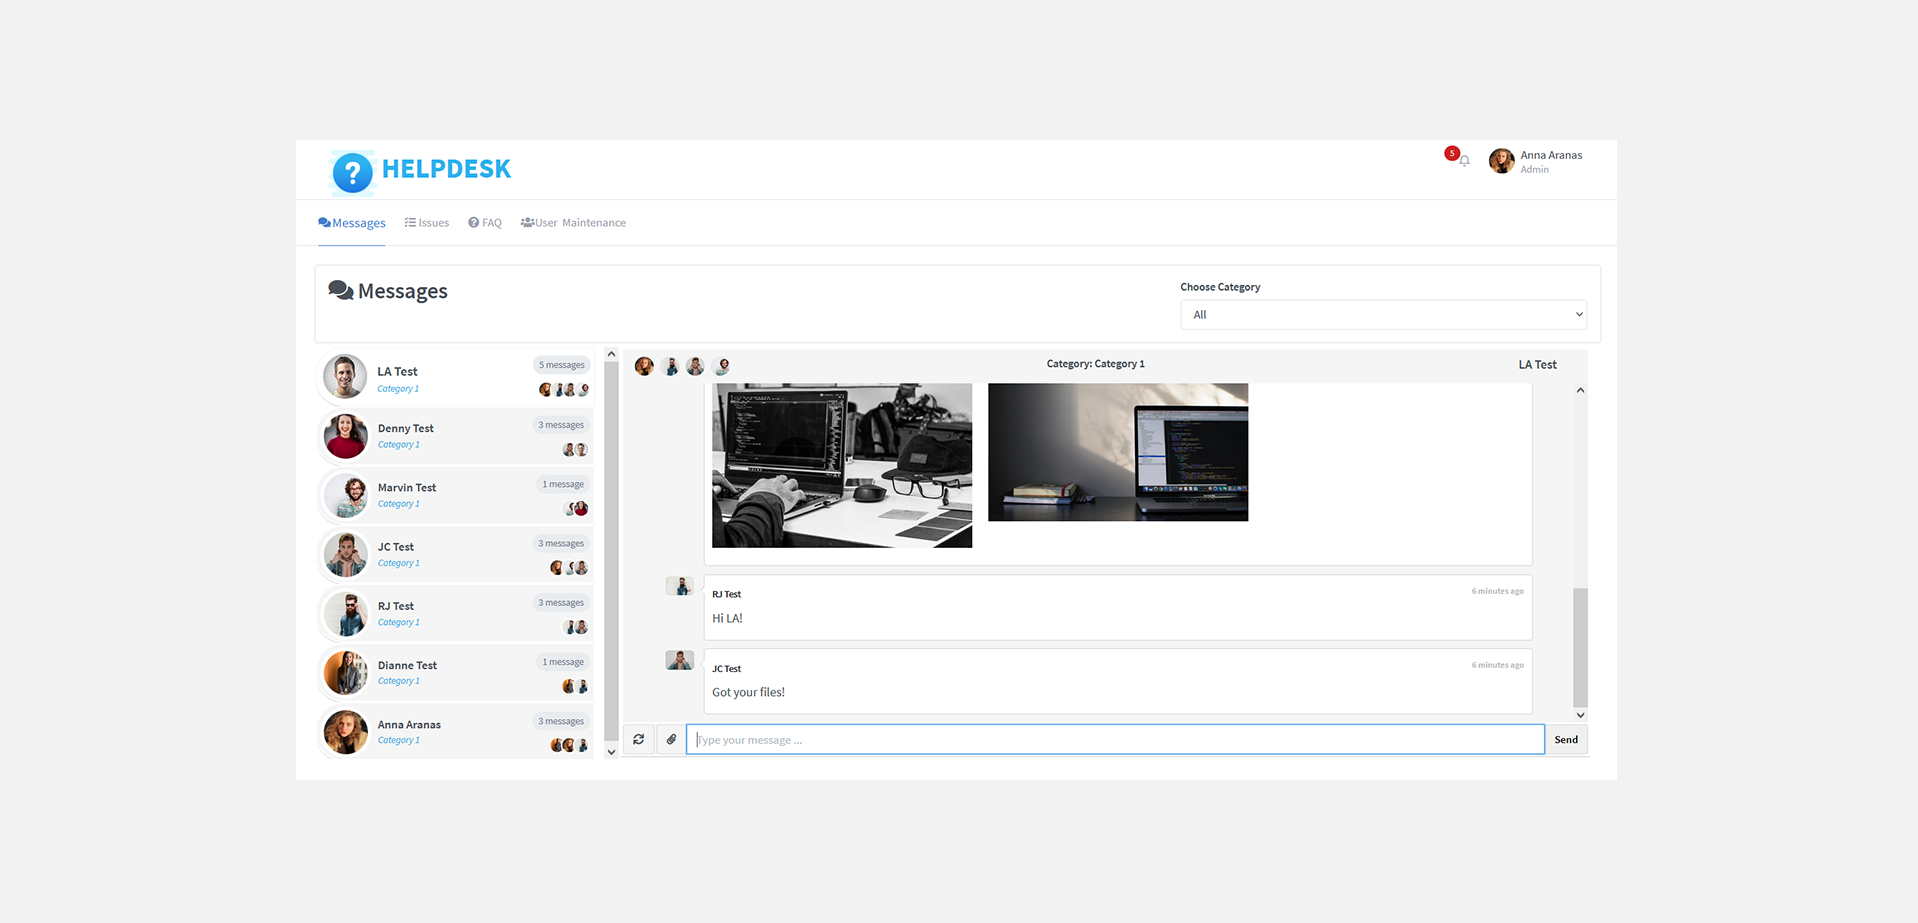 ?
HELPDESK
5
Anna Aranas
Admin
Messages
Issues
FAQ
User Maintenance
Messages
Choose Category
All
LA Test
Category 1
5 messages
Denny Test
Category 1
3 messages
Marvin Test
Category 1
1 message
JC Test
Category 1
3 messages
RJ Test
Category 1
3 messages
Dianne Test
Category 1
1 message
Anna Aranas
Category 1
3 messages
Category: Category 1
LA Test
RJ Test
6 minutes ago
Hi LA!
JC Test
6 minutes ago
Got your files!
Type your message ...
Send